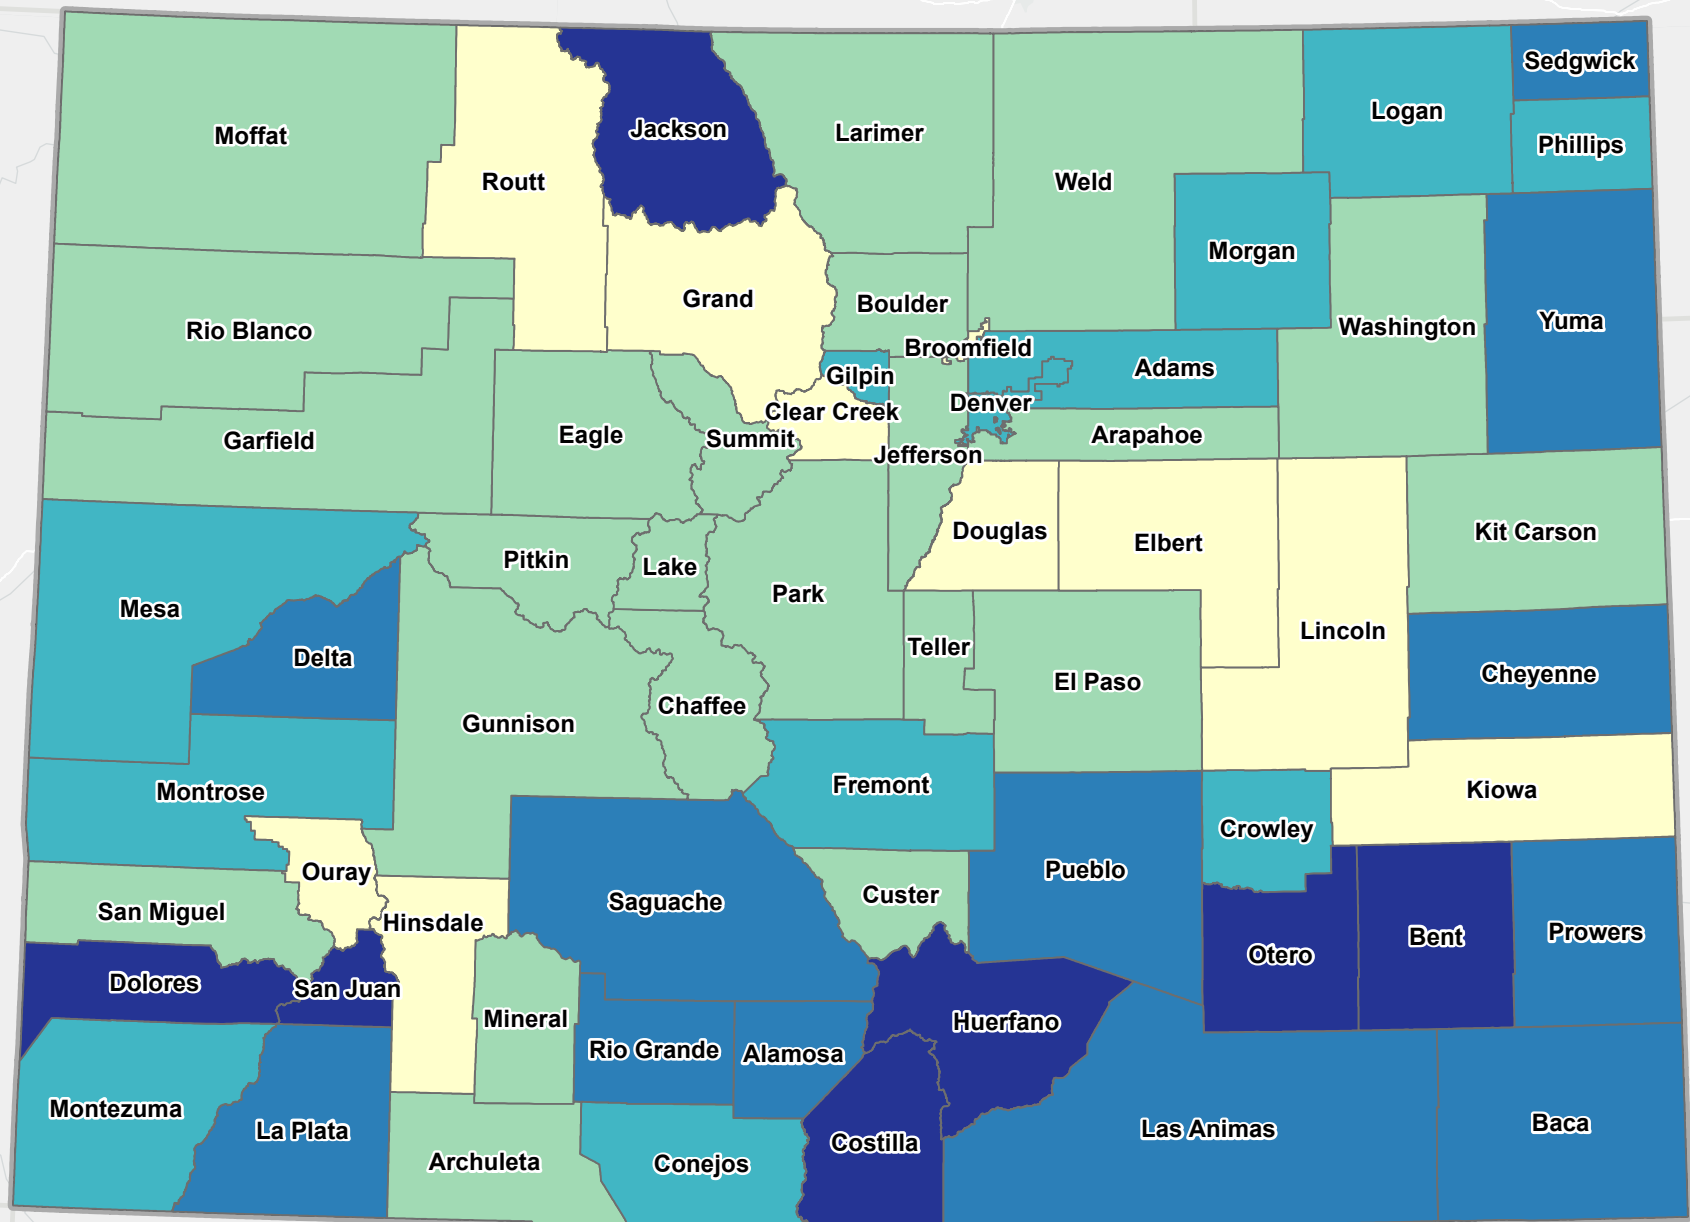 Sedgwick
Logan
Jackson
Larimer
Moffat
Phillips
Routt
Weld
Morgan
Grand
Boulder
Yuma
Washington
Rio Blanco
Broomfield
Adams
Gilpin
Denver
Clear Creek
Arapahoe
Eagle
Summit
Garfield
Jefferson
Douglas
Kit Carson
Elbert
Pitkin
Lake
Park
Mesa
Lincoln
Teller
Delta
Cheyenne
El Paso
Chaffee
Gunnison
Fremont
Kiowa
Montrose
Crowley
Pueblo
Ouray
Custer
Saguache
San Miguel
Hinsdale
Prowers
Bent
Otero
Dolores
San Juan
Mineral
Huerfano
Rio Grande
Alamosa
Montezuma
Baca
Las Animas
La Plata
Costilla
Archuleta
Conejos